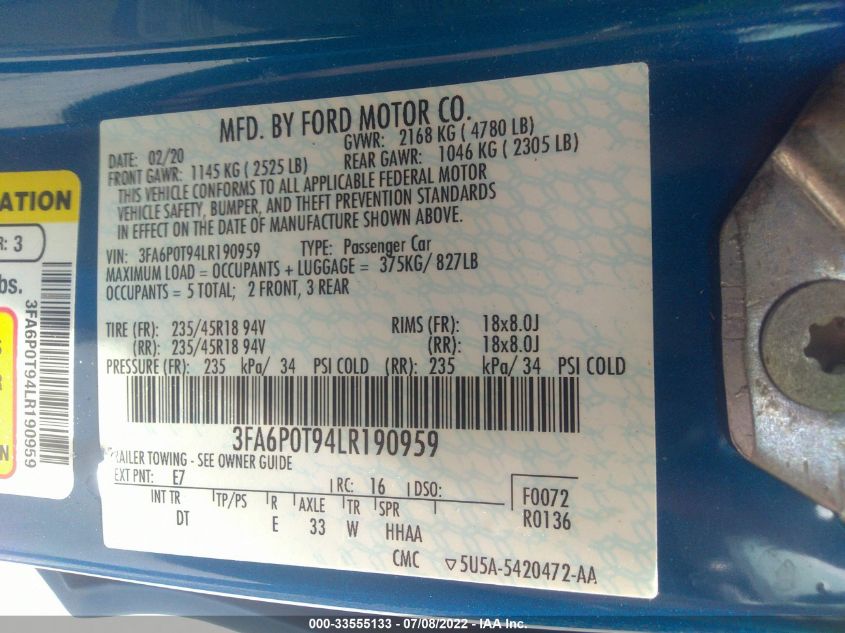 MFD. BY FORD MOTOR CO.
DATE: 02/20 GVWR: 2168 KG ( 4780 LB)
FRONT GAWR: 1145 KG ( 2525 LB) REAR GAWR: 1046 KG ( 2305 LB)
THIS VEHICLE CONFORMS TO ALL APPLICABLE FEDERAL MOTOR
VEHICLE SAFETY, BUMPER, AND THEFT PREVENTION STANDARDS
IN EFFECT ON THE DATE OF MANUFACTURE SHOWN ABOVE.
VIN: 3FA6P0T94LR190959 TYPE: Passenger Car
MAXIMUM LOAD = OCCUPANTS + LUGGAGE = 375KG/ 827LB
OCCUPANTS = 5 TOTAL; 2 FRONT, 3 REAR
TIRE (FR): 235/45R18 94V RIMS (FR): 18x8.0J
(RR): 235/45R18 94V (RR): 18x8.0J
PRESSURE (FR): 235 kPa/ 34 PSI COLD (RR): 235 kPa/ 34 PSI COLD
3FA6P0T94LR190959
TRAILER TOWING - SEE OWNER GUIDE
EXT PNT: E7 RC: 16 DSO:
INT TR TP/PS R AXLE TR SPR
DT E 33 W HHAA
F0072
R0136
CMC ▽5U5A-5420472-AA
ATION
R: 3
bs.
3FA6P0T94LR190959
000-33555133 - 07/08/2022 - IAA Inc.